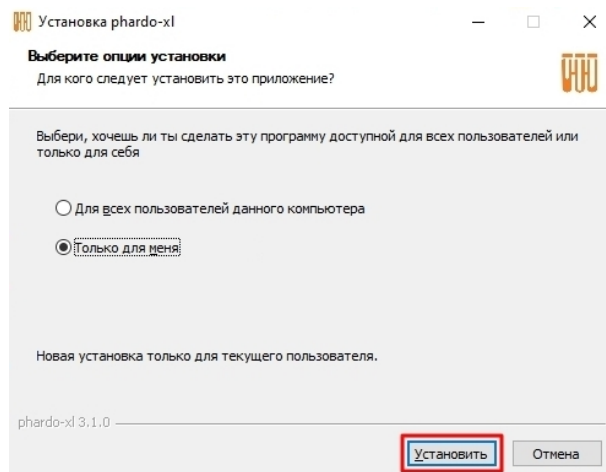 Установка phardo-xl
Выберите опции установки
Для кого следует установить это приложение?
Выбери, хочешь ли ты сделать эту программу доступной для всех пользователей или
только для себя
Для всех пользователей данного компьютера
Только для меня
Новая установка только для текущего пользователя.
phardo-xl 3.1.0
Установить
Отмена